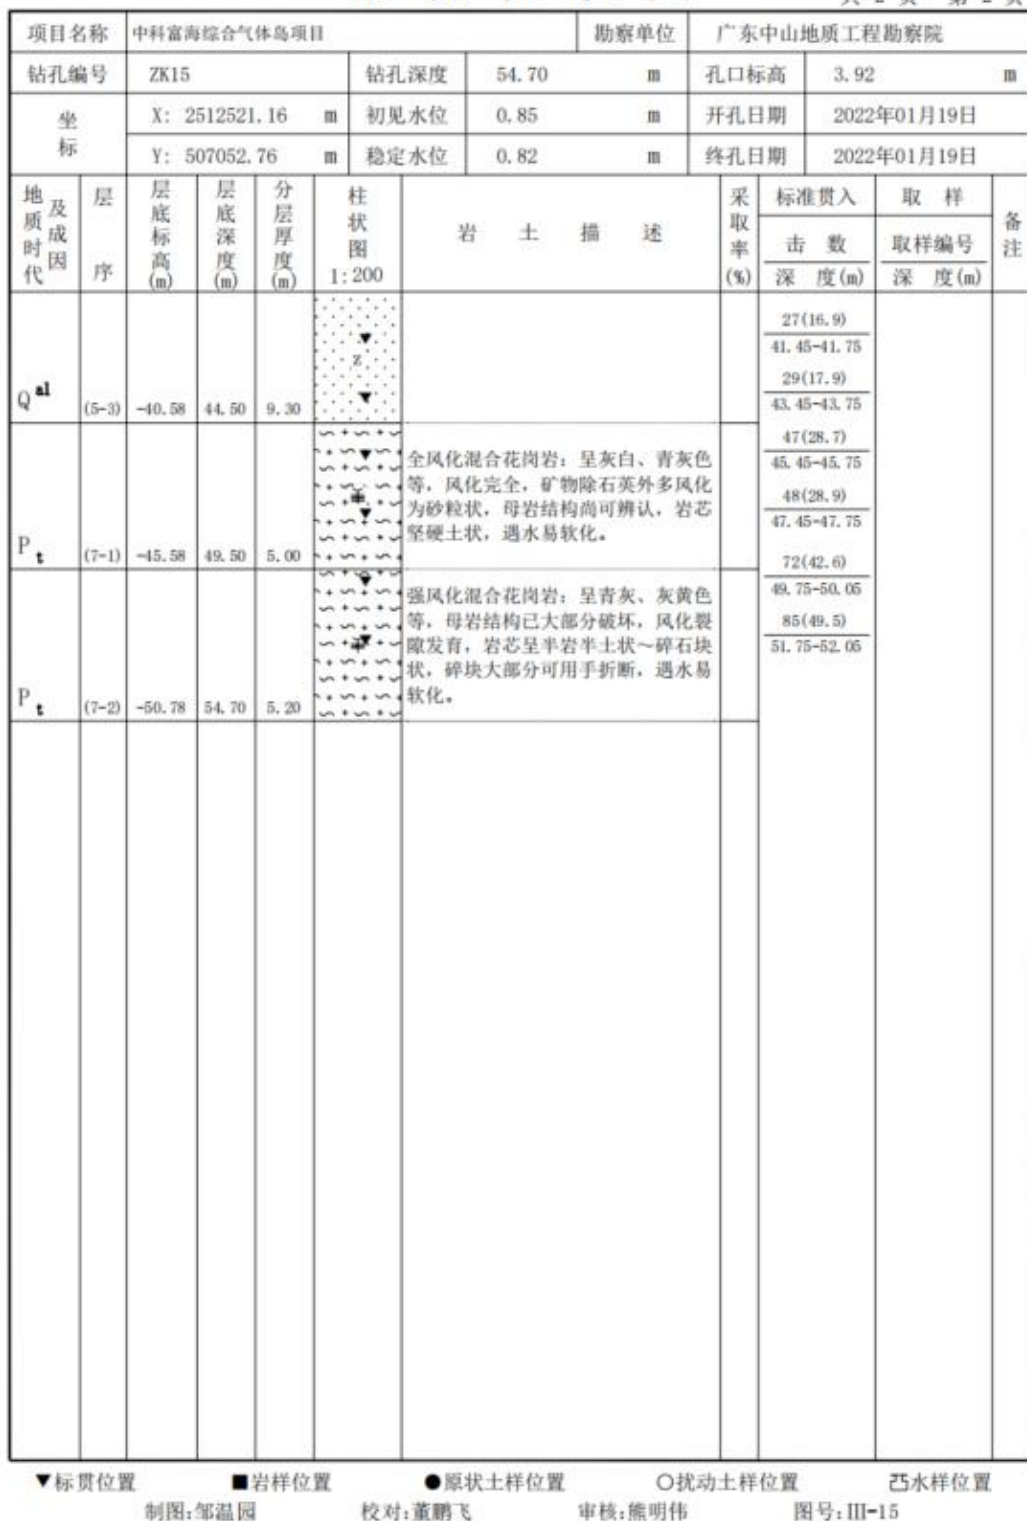 共 2 页 第 2 页
项目名称 中科富海综合气体岛项目 勘察单位 广东中山地质工程勘察院
钻孔编号 ZK15 钻孔深度 54.70 m 孔口标高 3.92 m
坐标 X: 2512521.16 m 初见水位 0.85 m 开孔日期 2022年01月19日
Y: 507052.76 m 稳定水位 0.82 m 终孔日期 2022年01月19日
地质时代及成因 层序 层底标高(m) 层底深度(m) 分层厚度(m) 柱状图 1:200 岩土描述 采取率(%) 标准贯入 取样 备注
击数 取样编号
深度(m) 深度(m)
27(16.9)
41.45-41.75
Z
29(17.9)
Q al (5-3) -40.58 44.50 9.30 43.45-43.75
47(28.7)
全风化混合花岗岩：呈灰白、青灰色
45.45-45.75
等，风化完全，矿物除石英外多风化
48(28.9)
为砂粒状，母岩结构尚可辨认，岩芯
47.45-47.75
坚硬土状，遇水易软化。
P t (7-1) -45.58 49.50 5.00 72(42.6)
49.75-50.05
强风化混合花岗岩：呈青灰、灰黄色
等，母岩结构已大部分破坏，风化裂 85(49.5)
隙发育，岩芯呈半岩半土状～碎石块 51.75-52.05
状，碎块大部分可用手折断，遇水易
软化。
P t (7-2) -50.78 54.70 5.20
▼标贯位置 ■岩样位置 ●原状土样位置 ○扰动土样位置 凸水样位置
制图:邹温园 校对:董鹏飞 审核:熊明伟 图号:III-15